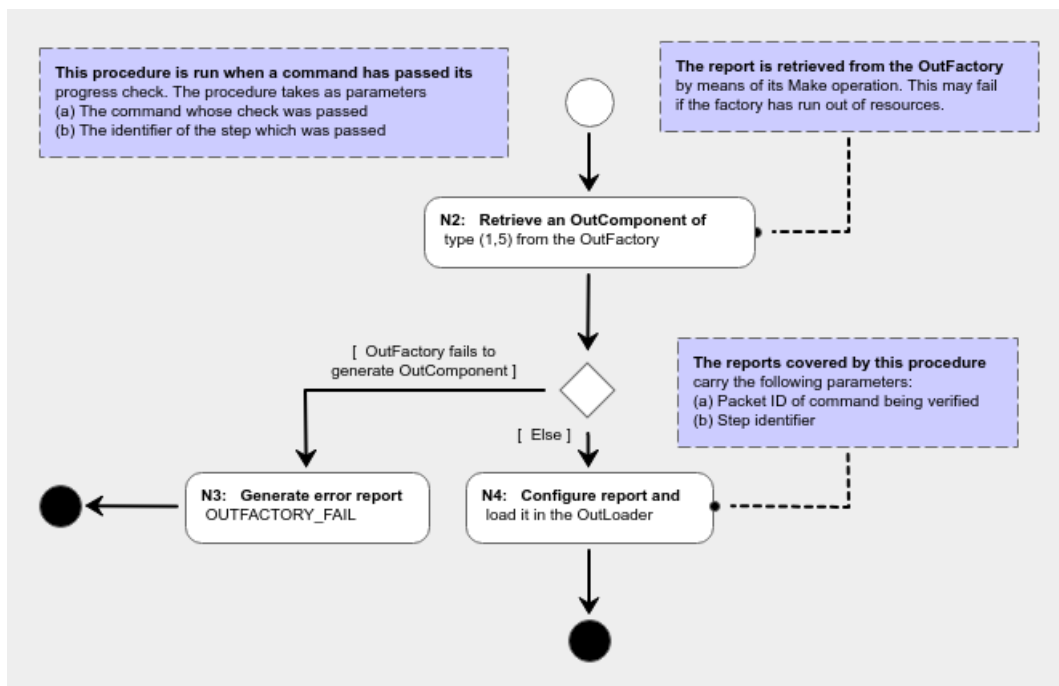 This procedure is run when a command has passed its
progress check. The procedure takes as parameters
(a) The command whose check was passed
(b) The identifier of the step which was passed
The report is retrieved from the OutFactory
by means of its Make operation. This may fail
if the factory has run out of resources.
N2: Retrieve an OutComponent of
type (1,5) from the OutFactory
[ OutFactory fails to
generate OutComponent ]
The reports covered by this procedure
carry the following parameters:
(a) Packet ID of command being verified
(b) Step identifier
[ Else ]
N3: Generate error report
OUTFACTORY_FAIL
N4: Configure report and
load it in the OutLoader